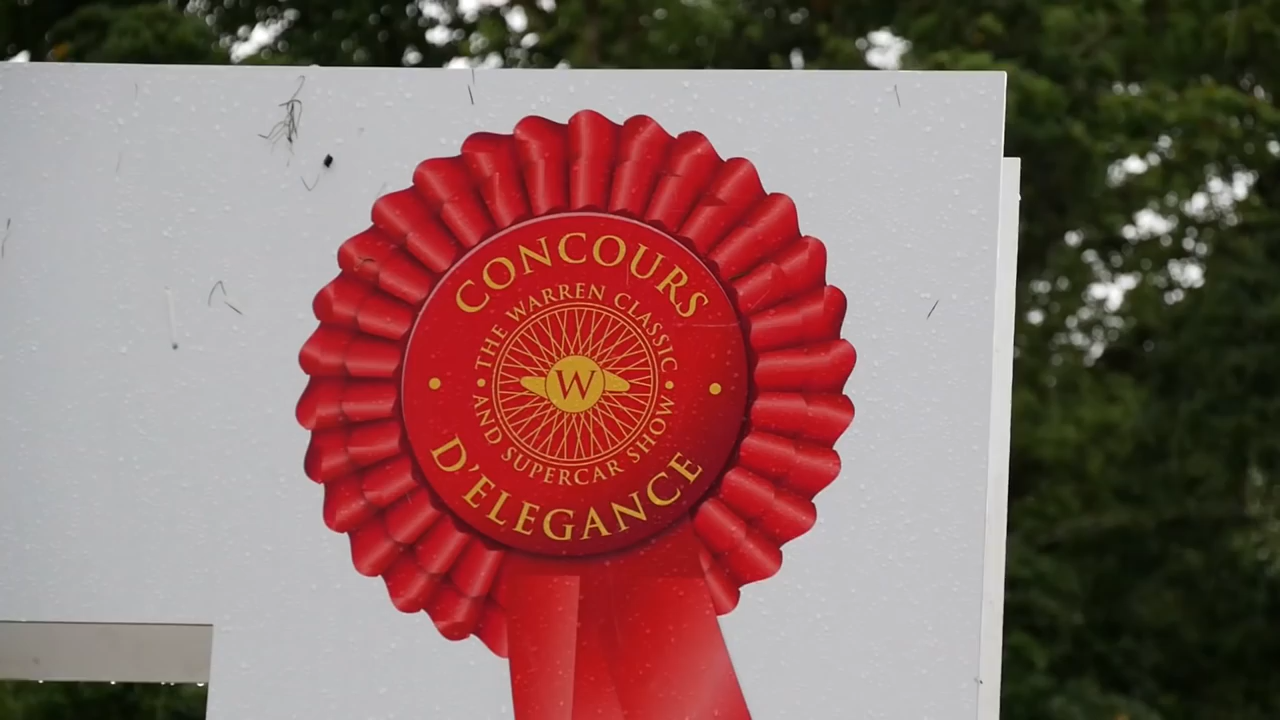 CONCOURS
THE WARREN CLASSIC
W
AND SUPERCAR SHOW
D'ELEGANCE